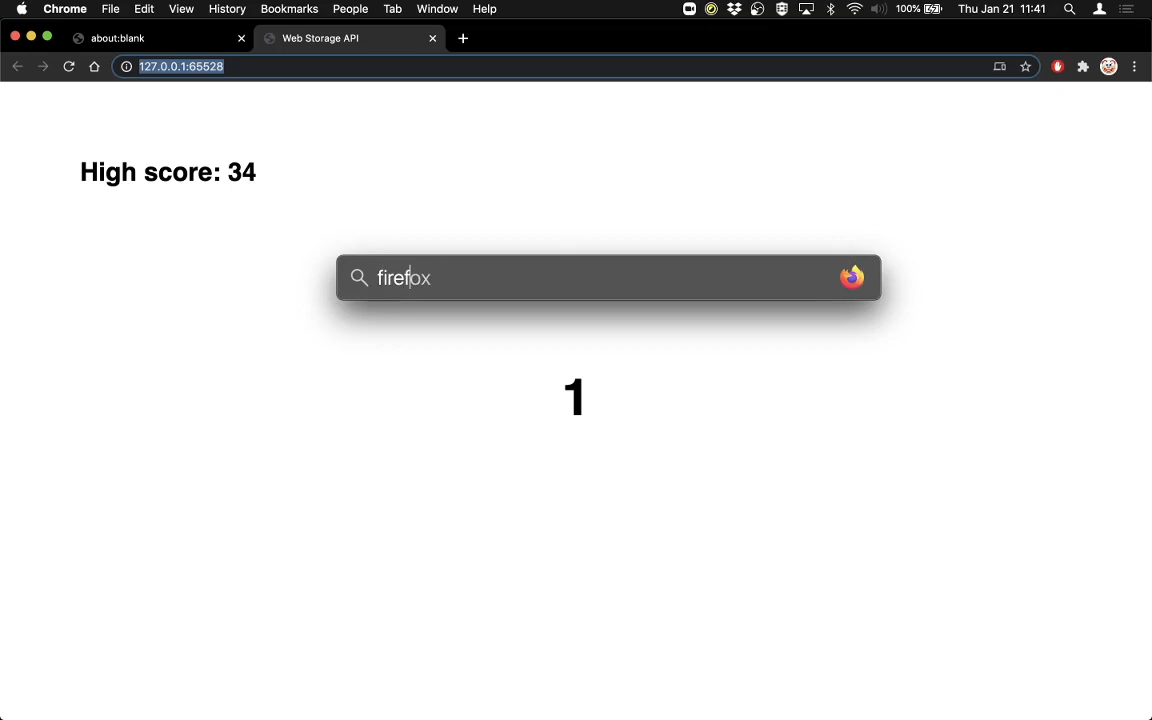 Chrome File Edit View History Bookmarks People Tab Window Help 100% Thu Jan 21 11:41
about:blank Web Storage API
127.0.0.1:65528
High score: 34
firefox
1